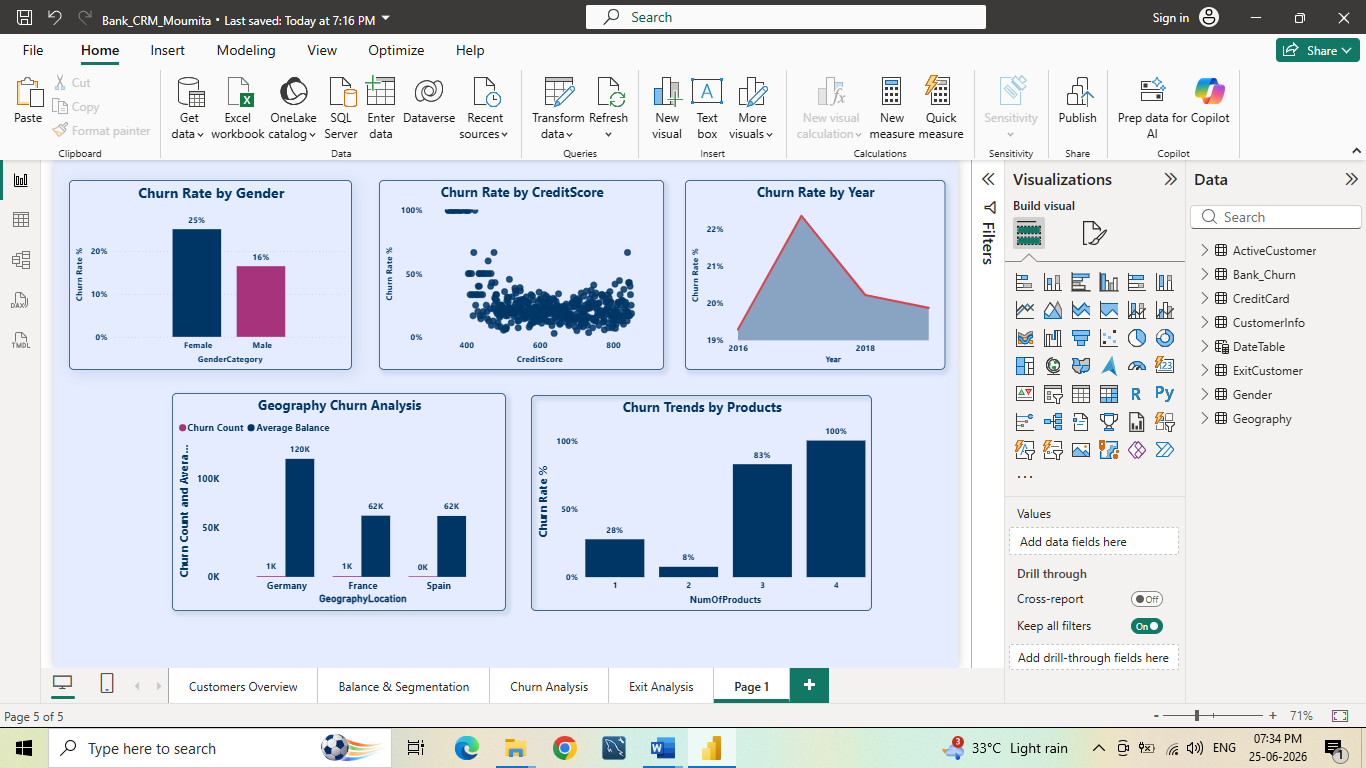 Bank_CRM_Moumita • Last saved: Today at 7:16 PM
Search
Sign in
File Home Insert Modeling View Optimize Help
Share
Paste
Cut
Copy
Format painter
Clipboard
Get data
Excel workbook
OneLake catalog
SQL Server
Enter data
Dataverse
Recent sources
Data
Transform data
Refresh
Queries
New visual
Text box
More visuals
Insert
New visual calculation
New measure
Quick measure
Calculations
Sensitivity
Sensitivity
Publish
Share
Prep data for AI
Copilot
Copilot
Churn Rate by Gender
Churn Rate %
20%
10%
0%
25%
16%
Female Male
GenderCategory
Churn Rate by CreditScore
Churn Rate %
100%
50%
0%
400 600 800
CreditScore
Churn Rate by Year
Churn Rate %
22%
21%
20%
19%
2016 2018
Year
Geography Churn Analysis
Churn Count Average Balance
Churn Count and Avera...
100K
50K
0K
1K 120K
1K 62K
0K 62K
Germany France Spain
GeographyLocation
Churn Trends by Products
Churn Rate %
100%
50%
0%
28%
8%
83%
100%
1 2 3 4
NumOfProducts
Filters
Visualizations
Build visual
123
R
Py
...
Values
Add data fields here
Drill through
Cross-report
Off
Keep all filters
On
Add drill-through fields here
Data
Search
ActiveCustomer
Bank_Churn
CreditCard
CustomerInfo
DateTable
ExitCustomer
Gender
Geography
DAX
TMDL
Customers Overview Balance & Segmentation Churn Analysis Exit Analysis Page 1 +
Page 5 of 5
- + 71%
Type here to search
3
33°C Light rain
ENG
07:34 PM
25-06-2026
1